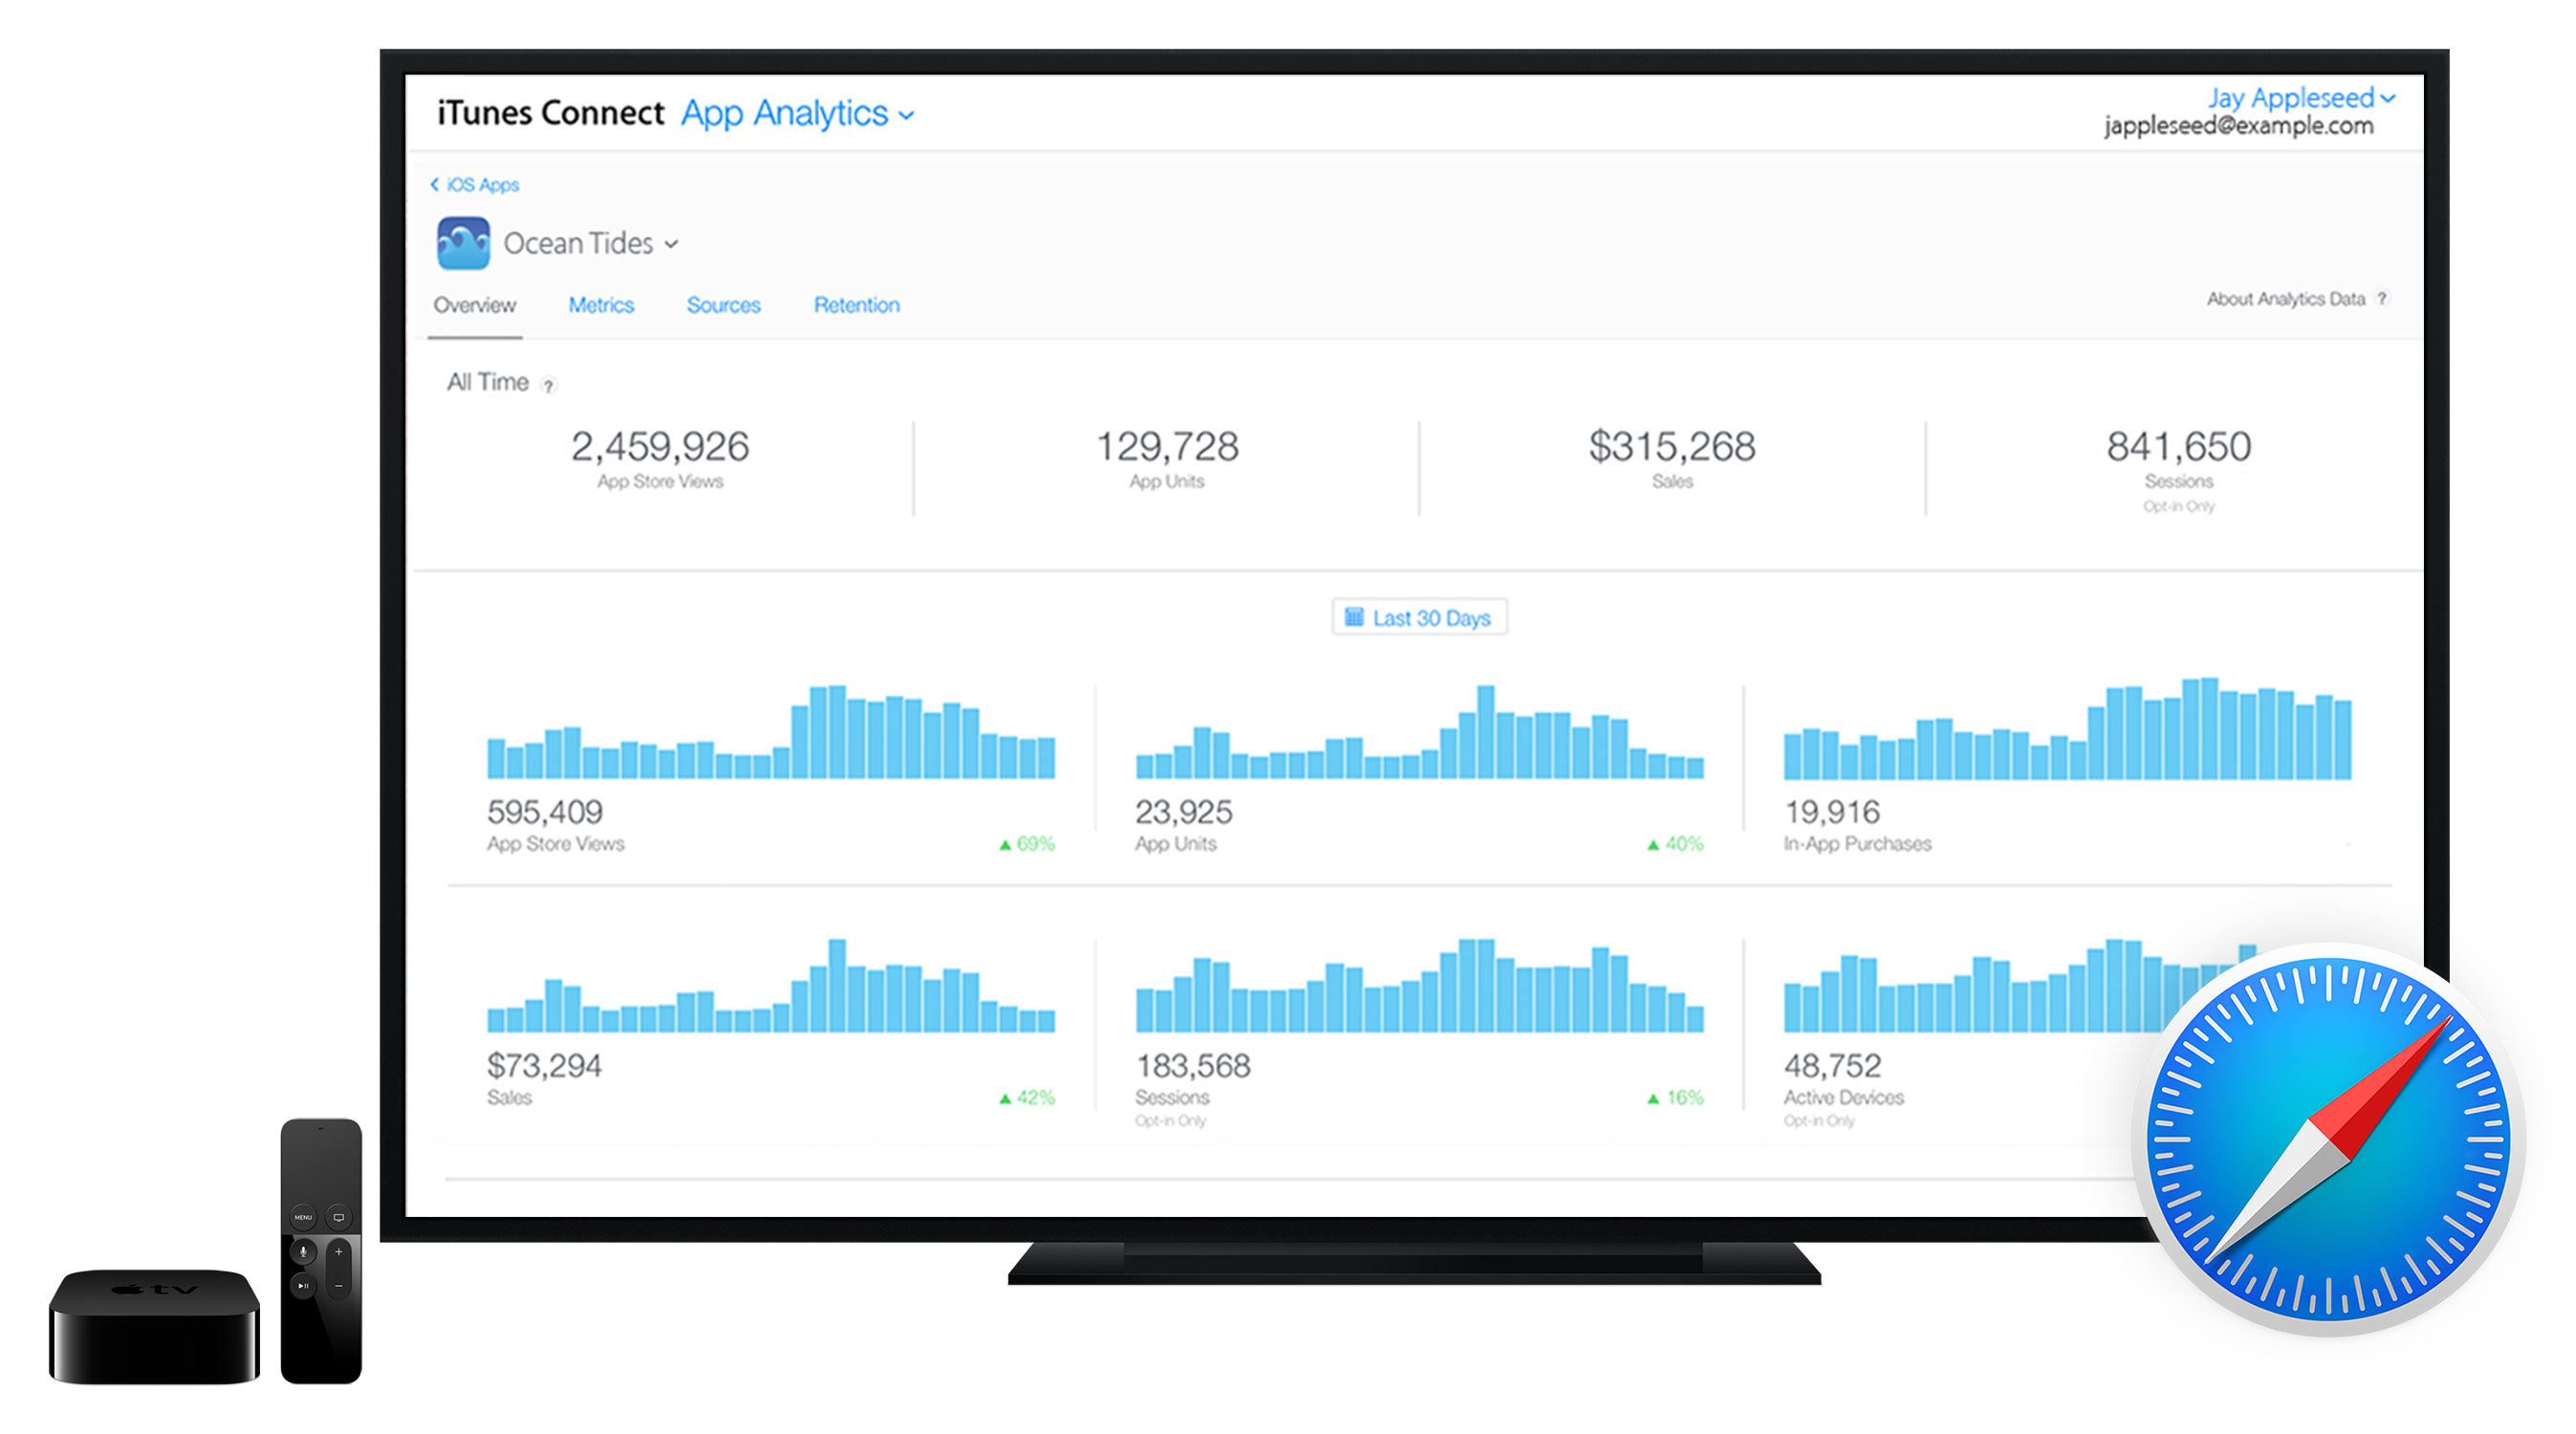 iTunes Connect App Analytics
Jay Appleseed
jappleseed@example.com
iOS Apps
Ocean Tides
Overview Metrics Sources Retention
About Analytics Data ?
All Time ?
2,459,926 129,728 $315,268 841,650
App Store Views App Units Sales Sessions
Opt-in Only
Last 30 Days
595,409 23,925 19,916
App Store Views ▲ 69% App Units ▲ 40% In-App Purchases
$73,294 183,568 48,752
Sales ▲ 42% Sessions ▲ 16% Active Devices
Opt-in Only Opt-in Only
MENU
tv